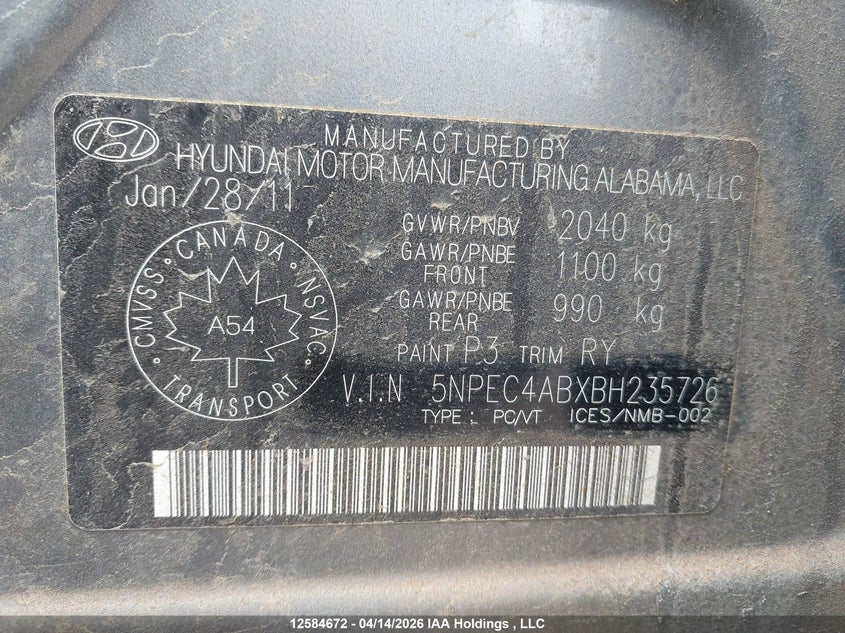 MANUFACTURED BY
HYUNDAI MOTOR MANUFACTURING ALABAMA, LLC
Jan/28/11
GVWR/PNBV 2040 kg
GAWR/PNBE FRONT 1100 kg
GAWR/PNBE REAR 990 kg
PAINT P3 TRIM RY
V.I.N 5NPEC4ABXBH235726
TYPE : PC/VT ICES/NMB-002
CMVSS · CANADA · NSVAC
A54
TRANSPORT
12584672 - 04/14/2026 IAA Holdings , LLC